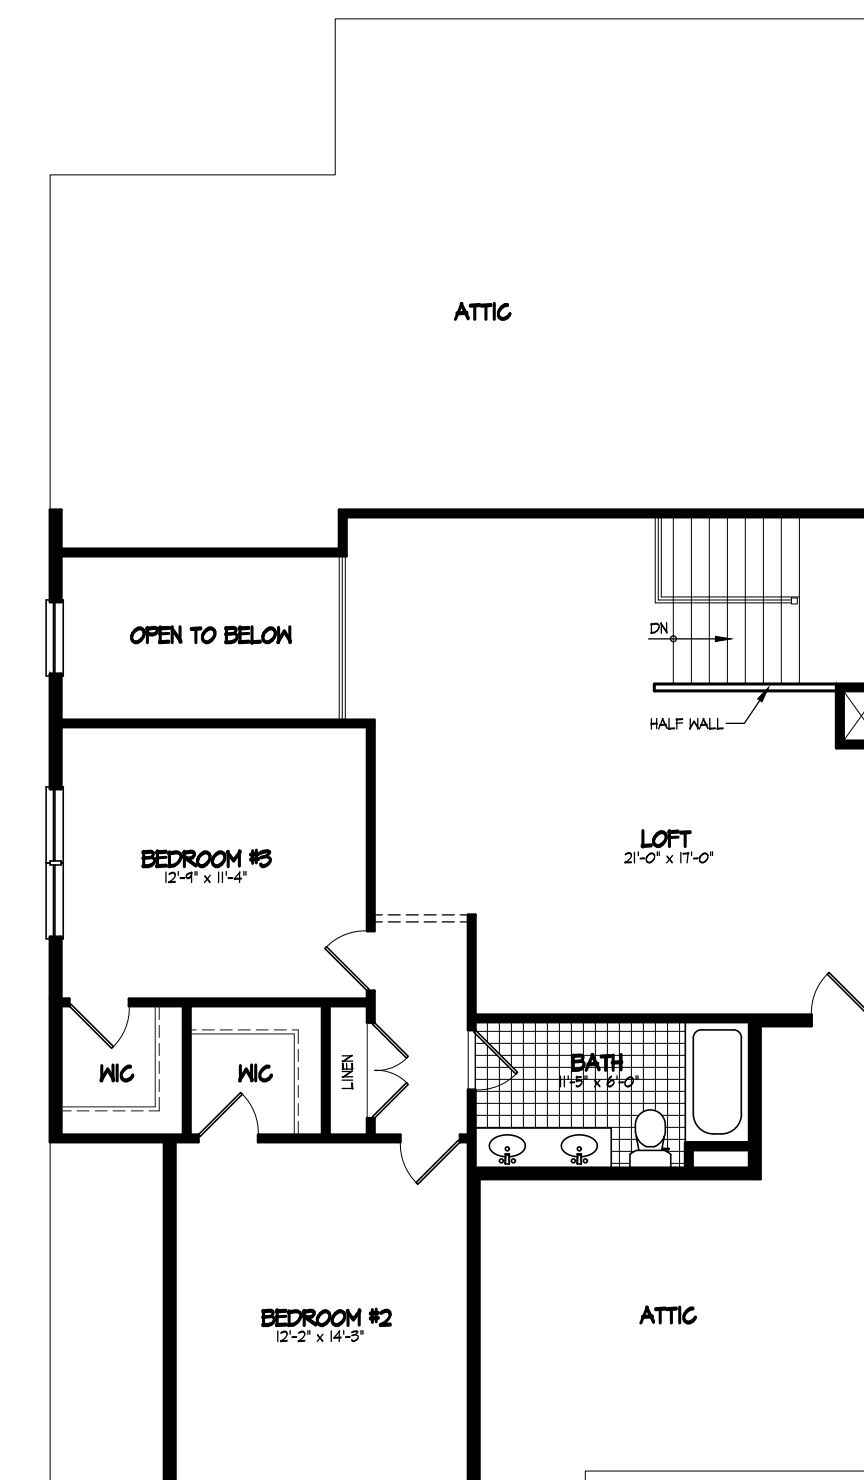 ATTIC
OPEN TO BELOW
DN
HALF WALL
LOFT
21'-0" x 17'-0"
BEDROOM #3
12'-9" x 11'-4"
WIC
WIC
LINEN
BATH
11'-5" x 6'-0"
BEDROOM #2
12'-2" x 14'-3"
ATTIC